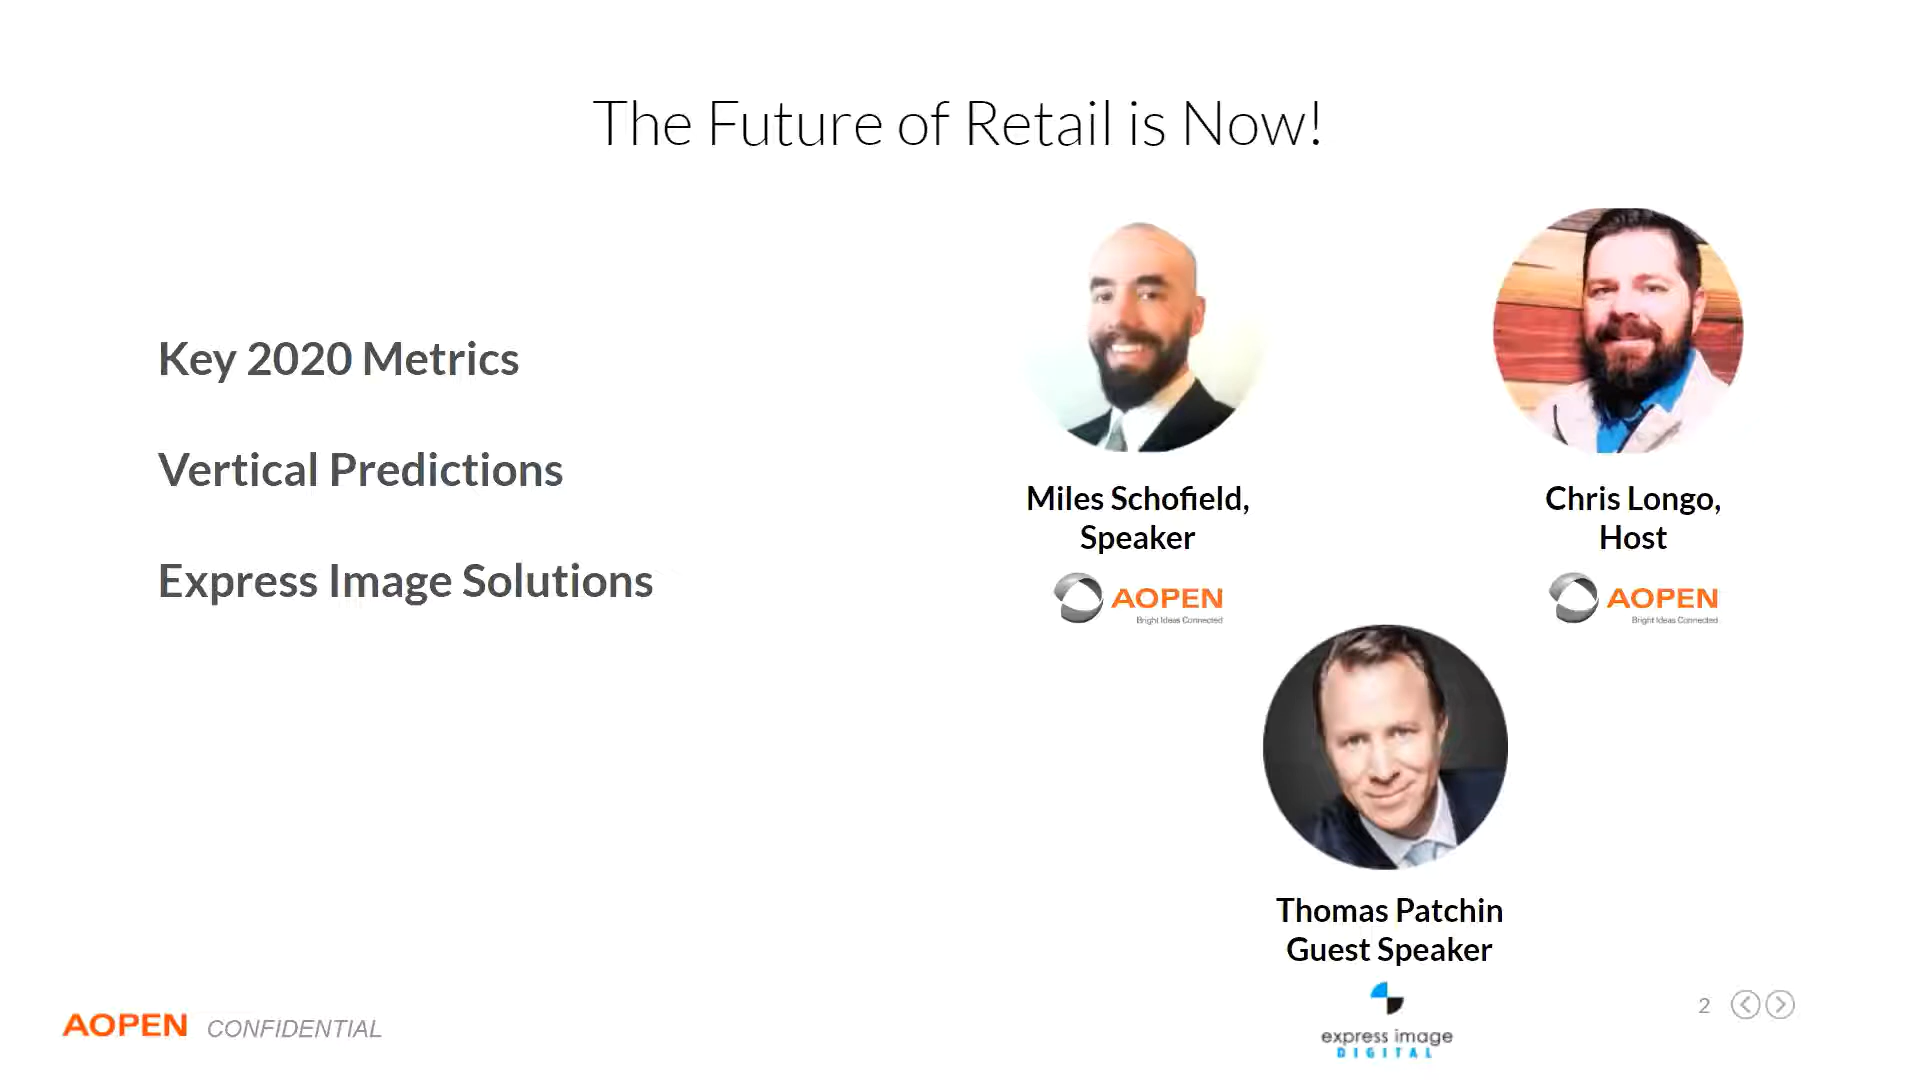 The Future of Retail is Now!
Key 2020 Metrics
Vertical Predictions
Express Image Solutions
Miles Schofield,
Speaker
AOPEN
Bright Ideas Connected
Chris Longo,
Host
AOPEN
Bright Ideas Connected
Thomas Patchin
Guest Speaker
express image
DIGITAL
AOPEN CONFIDENTIAL
2